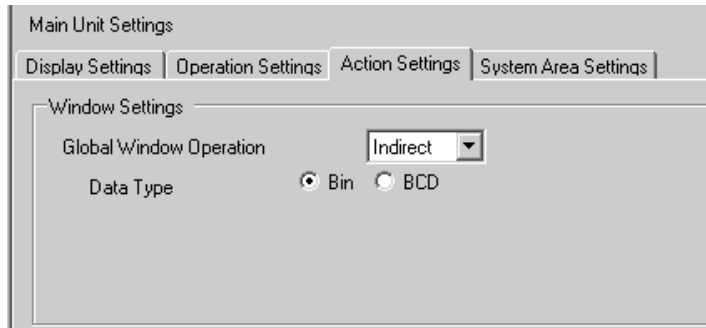 Main Unit Settings
Display Settings Operation Settings Action Settings System Area Settings
Window Settings
Global Window Operation Indirect
Data Type Bin BCD